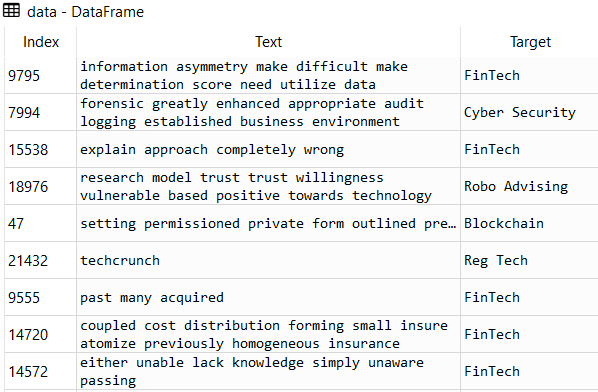 data - DataFrame
Index Text Target
9795 information asymmetry make difficult make FinTech
determination score need utilize data
7994 forensic greatly enhanced appropriate audit Cyber Security
logging established business environment
15538 explain approach completely wrong FinTech
18976 research model trust trust willingness Robo Advising
vulnerable based positive towards technology
47 setting permissioned private form outlined pre… Blockchain
21432 techcrunch Reg Tech
9555 past many acquired FinTech
14720 coupled cost distribution forming small insure FinTech
atomize previously homogeneous insurance
14572 either unable lack knowledge simply unaware FinTech
passing